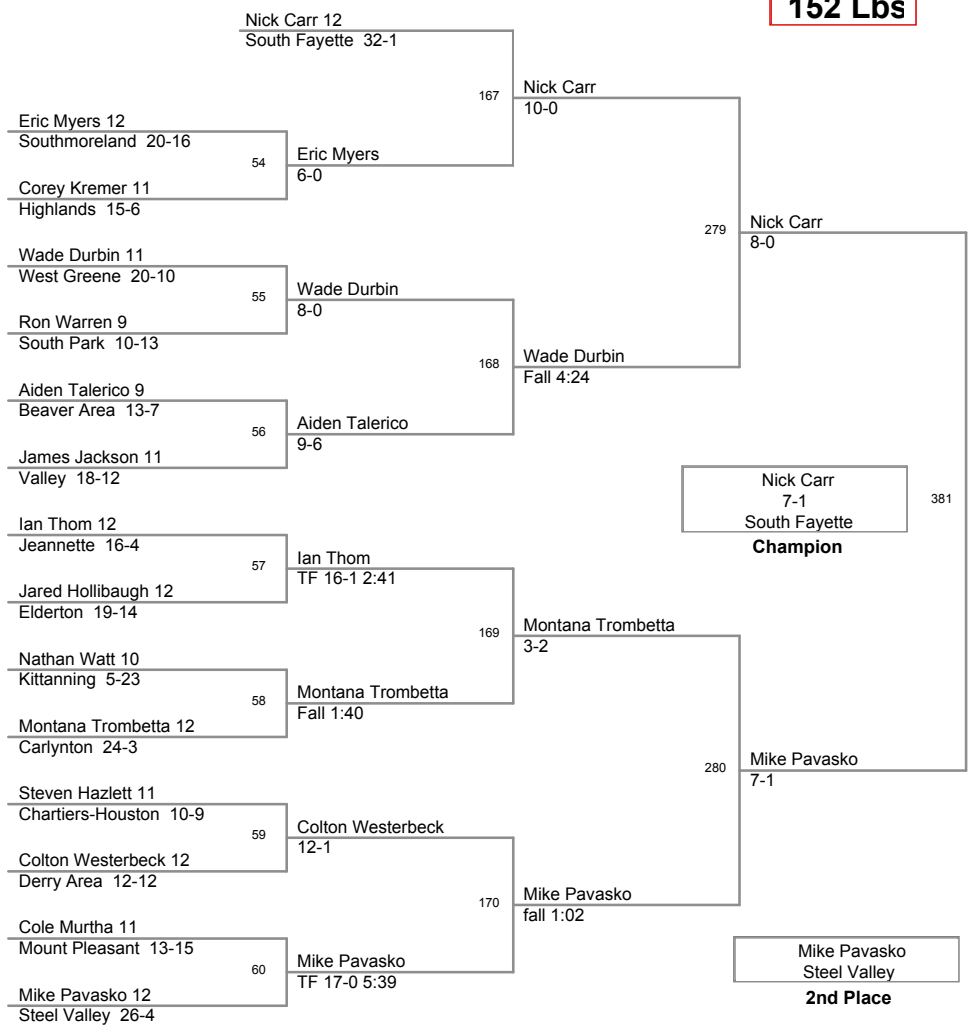 152 Lbs
Nick Carr 12
South Fayette 32-1
167
Nick Carr
10-0
Eric Myers 12
Southmoreland 20-16
54
Eric Myers
6-0
Corey Kremer 11
Highlands 15-6
279
Nick Carr
8-0
Wade Durbin 11
West Greene 20-10
55
Wade Durbin
8-0
Ron Warren 9
South Park 10-13
168
Wade Durbin
Fall 4:24
Aiden Talerico 9
Beaver Area 13-7
56
Aiden Talerico
9-6
James Jackson 11
Valley 18-12
Nick Carr
7-1
South Fayette
Champion
381
Ian Thom 12
Jeannette 16-4
57
Ian Thom
TF 16-1 2:41
Jared Hollibaugh 12
Elderton 19-14
169
Montana Trombetta
3-2
Nathan Watt 10
Kittanning 5-23
58
Montana Trombetta
Fall 1:40
Montana Trombetta 12
Carlynton 24-3
280
Mike Pavasko
7-1
Steven Hazlett 11
Chartiers-Houston 10-9
59
Colton Westerbeck
12-1
Colton Westerbeck 12
Derry Area 12-12
170
Mike Pavasko
fall 1:02
Cole Murtha 11
Mount Pleasant 13-15
60
Mike Pavasko
TF 17-0 5:39
Mike Pavasko 12
Steel Valley 26-4
Mike Pavasko
Steel Valley
2nd Place